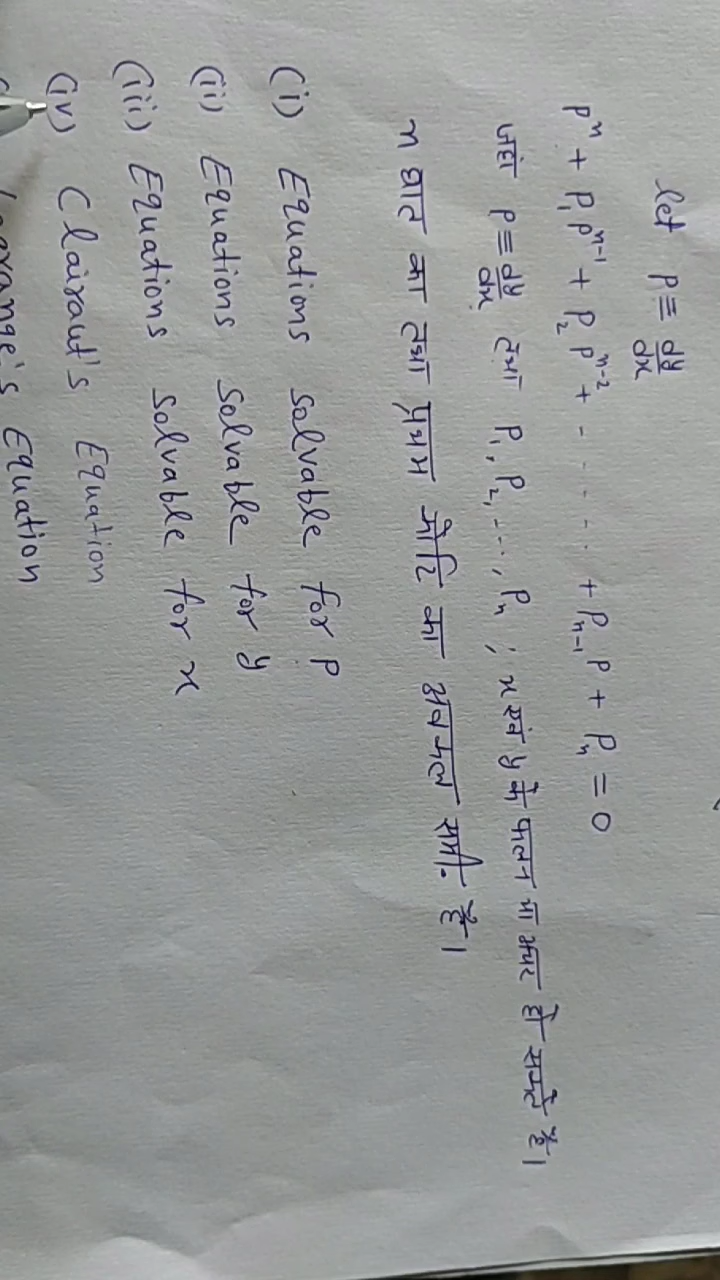 let p ≡ dy/dx
pⁿ + P₁pⁿ⁻¹ + P₂pⁿ⁻² + - - - - .. + Pₙ₋₁p + Pₙ = 0
जहाँ p ≡ dy/dx तथा P₁, P₂, ..., Pₙ ; x एवं y के फलन या अचर हो सकते है।
n घात का तथा प्रथम कोटि का अवकल समी. है।
(i) Equations solvable for p
(ii) Equations solvable for y
(iii) Equations solvable for x
(iv) Clairaut's Equation
Lagrange's Equation